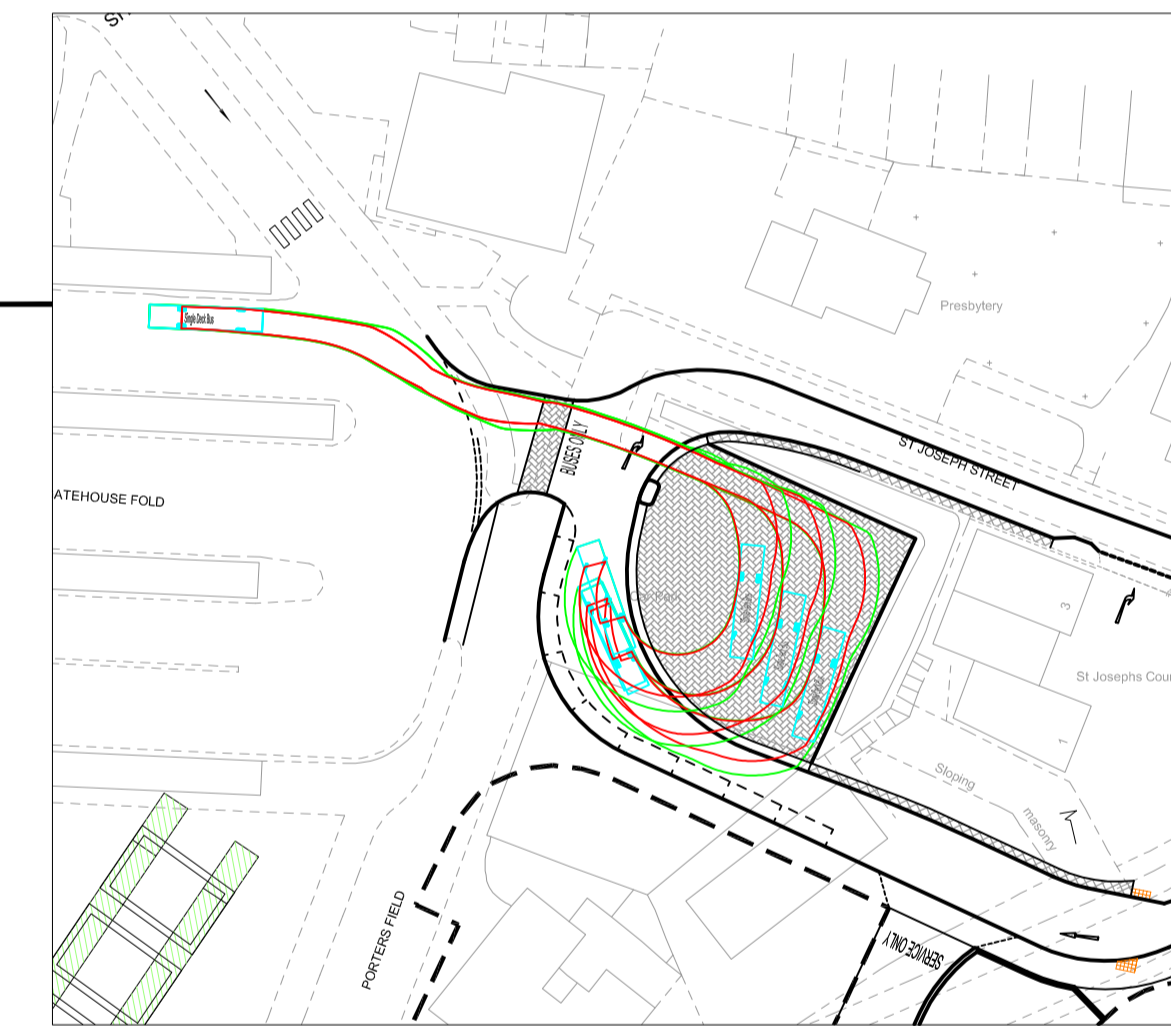 SH
Single Deck Bus
Presbytery
BUSES ONLY
ST JOSEPH STREET
ATEHOUSE FOLD
Car Park
3
St Josephs Cour
1
Sloping
masonry
N
PORTERS FIELD
SERVICE ONLY